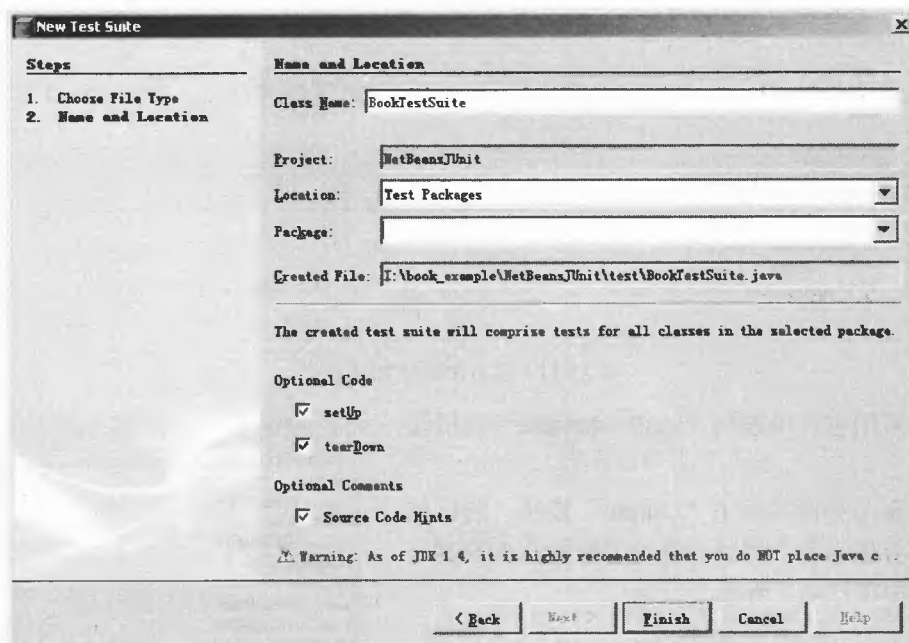 New Test Suite
Steps
1. Choose File Type
2. Name and Location
Name and Location
Class Name: BookTestSuite
Project: NetBeansJUnit
Location: Test Packages
Package:
Created File: I:\book_example\NetBeansJUnit\test\BookTestSuite.java
The created test suite will comprise tests for all classes in the selected package.
Optional Code
setUp
tearDown
Optional Comments
Source Code Hints
Warning: As of JDK 1.4, it is highly recommended that you do NOT place Java c...
< Back Next > Finish Cancel Help